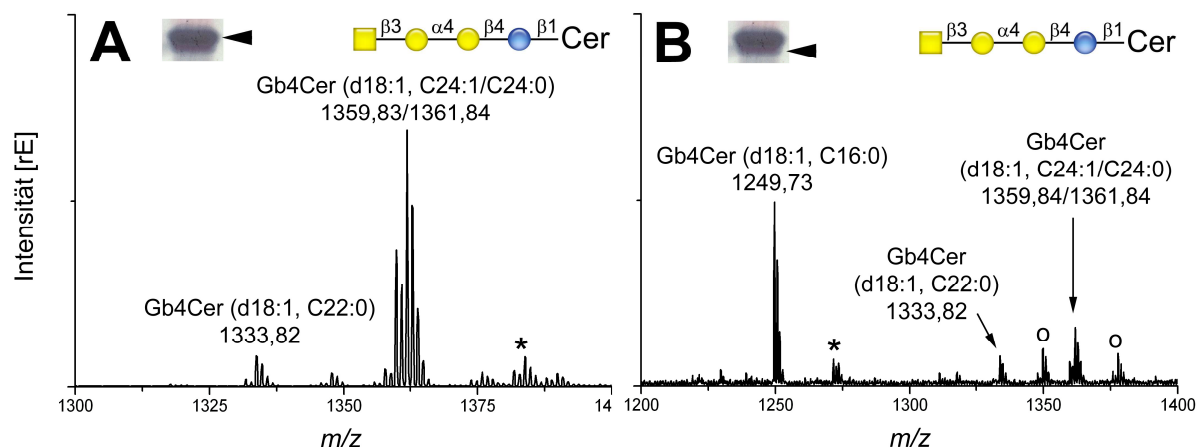 A
β3 α4 β4 β1 Cer
Gb4Cer (d18:1, C24:1/C24:0)
1359,83/1361,84
Gb4Cer (d18:1, C22:0)
1333,82
*
Intensität [rE]
1300 1325 1350 1375 14
m/z
B
β3 α4 β4 β1 Cer
Gb4Cer (d18:1, C16:0)
1249,73
*
Gb4Cer
(d18:1, C22:0)
1333,82
Gb4Cer
(d18:1, C24:1/C24:0)
1359,84/1361,84
o o
1200 1250 1300 1350 1400
m/z